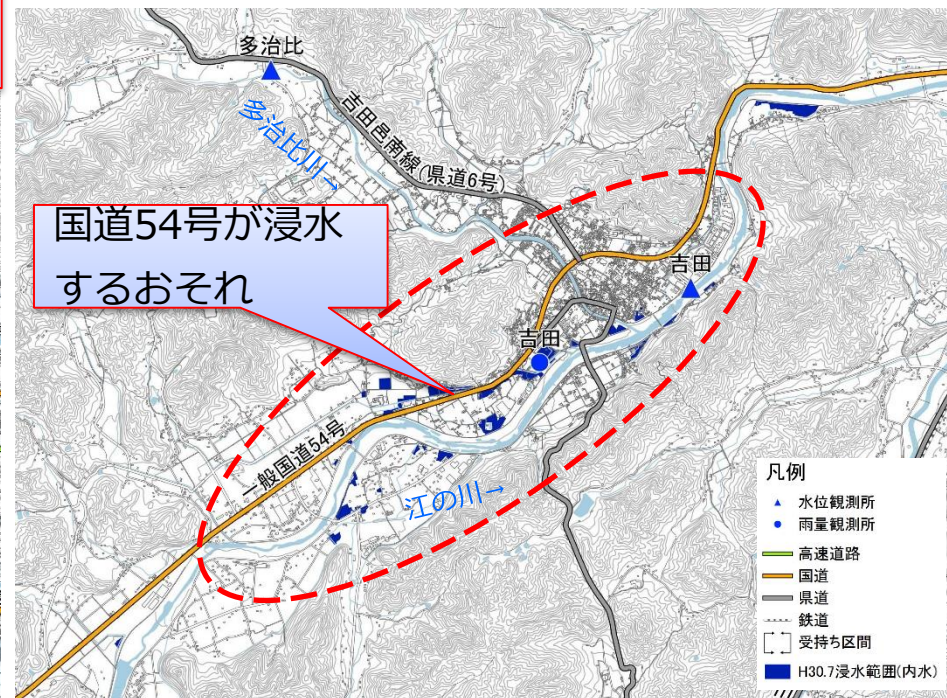 多治比
多治比川→
吉田邑南線(県道6号)
国道54号が浸水
するおそれ
吉田
吉田
一般国道54号
江の川→
凡例
水位観測所
雨量観測所
高速道路
国道
県道
鉄道
受持ち区間
H30.7浸水範囲(内水)